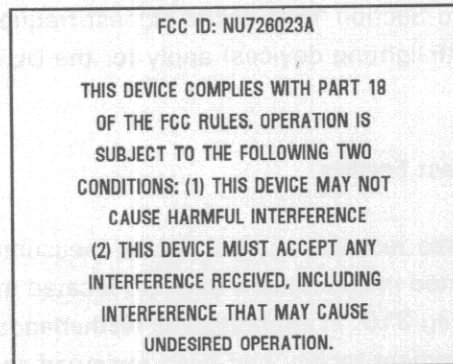 FCC ID: NU726023A
THIS DEVICE COMPLIES WITH PART 18
OF THE FCC RULES. OPERATION IS
SUBJECT TO THE FOLLOWING TWO
CONDITIONS: (1) THIS DEVICE MAY NOT
CAUSE HARMFUL INTERFERENCE
(2) THIS DEVICE MUST ACCEPT ANY
INTERFERENCE RECEIVED, INCLUDING
INTERFERENCE THAT MAY CAUSE
UNDESIRED OPERATION.